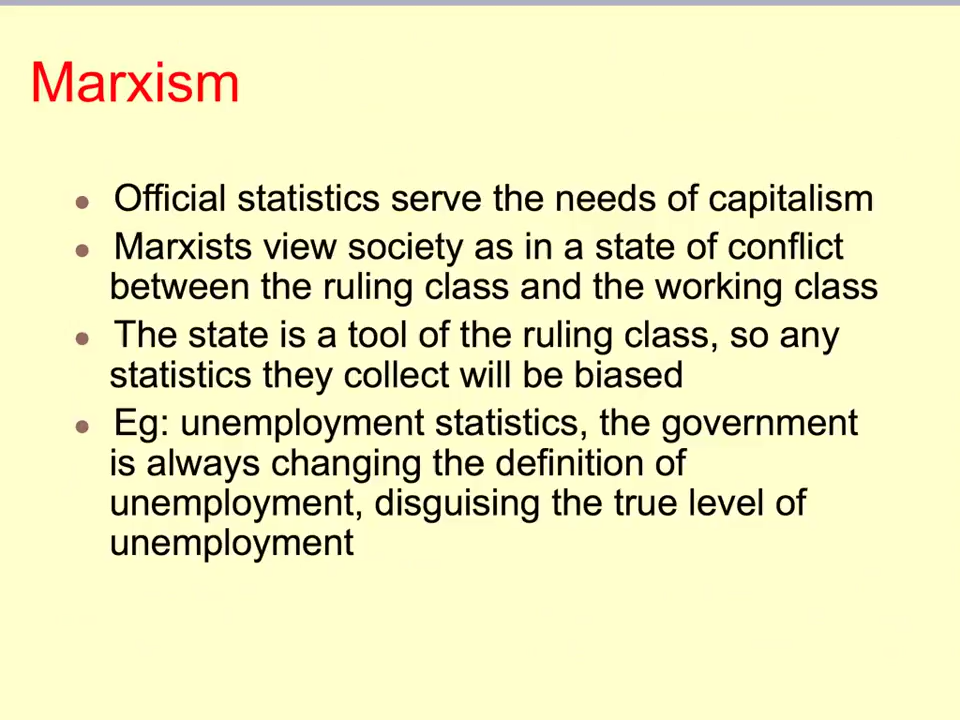 Marxism
• Official statistics serve the needs of capitalism
• Marxists view society as in a state of conflict
between the ruling class and the working class
• The state is a tool of the ruling class, so any
statistics they collect will be biased
• Eg: unemployment statistics, the government
is always changing the definition of
unemployment, disguising the true level of
unemployment